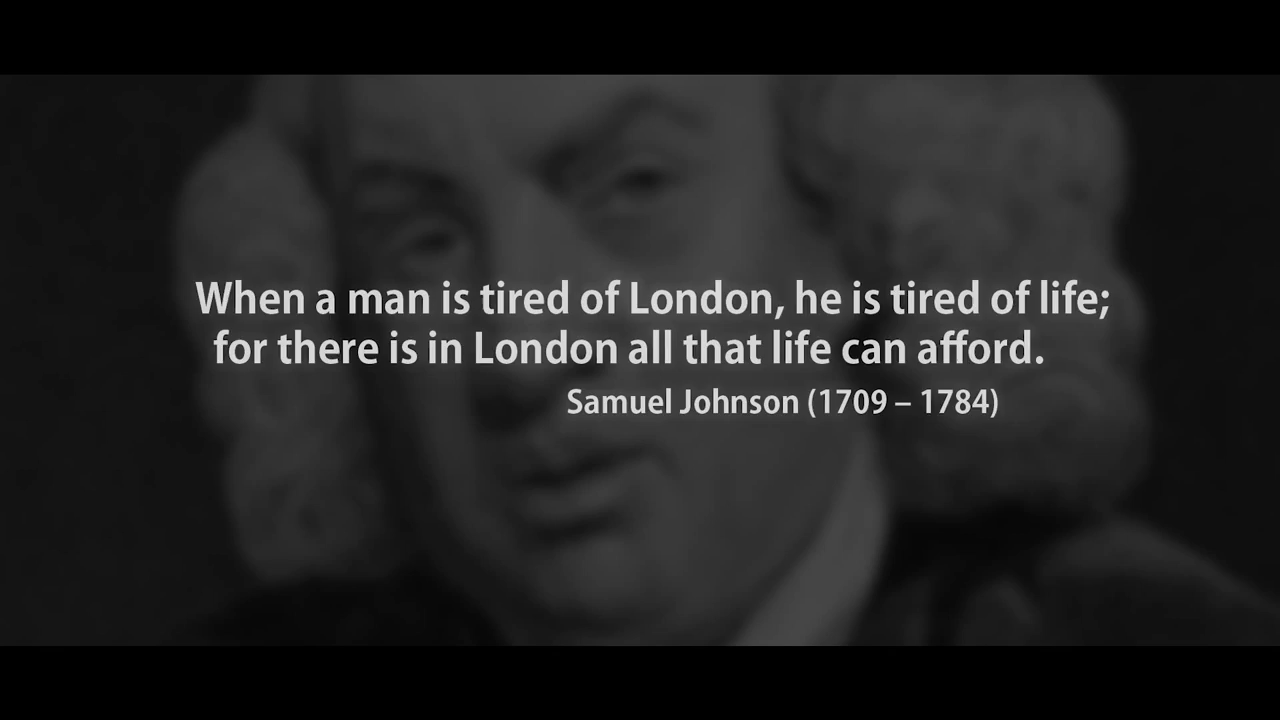 When a man is tired of London, he is tired of life;
for there is in London all that life can afford.
Samuel Johnson (1709 – 1784)